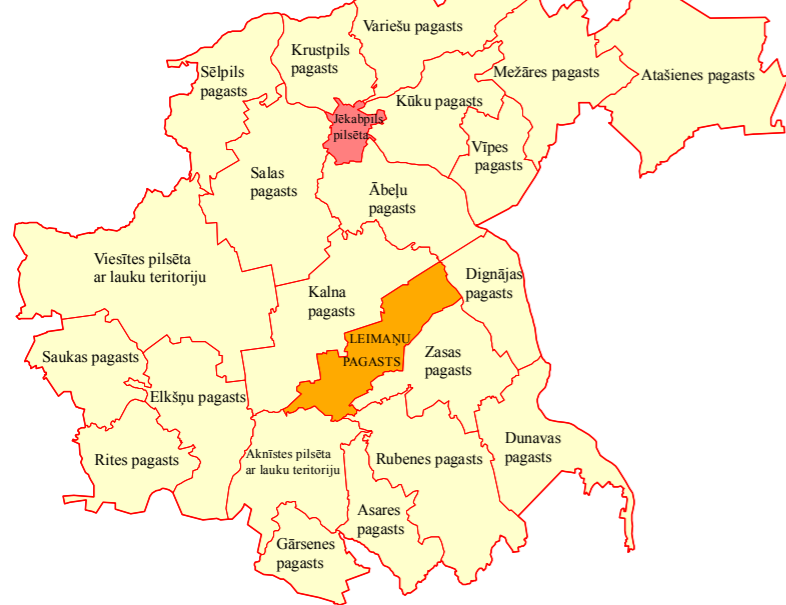 Variešu pagasts
Krustpils
pagasts
Sēlpils
pagasts
Mežāres pagasts
Atašienes pagasts
Kūku pagasts
Jēkabpils
pilsēta
Vīpes
pagasts
Salas
pagasts
Ābeļu
pagasts
Viesītes pilsēta
ar lauku teritoriju
Dignājas
pagasts
Kalna
pagasts
LEIMAŅU
PAGASTS
Zasas
pagasts
Saukas pagasts
Elkšņu pagasts
Rites pagasts
Aknīstes pilsēta
ar lauku teritoriju
Rubenes pagasts
Dunavas
pagasts
Asares
pagasts
Gārsenes
pagasts